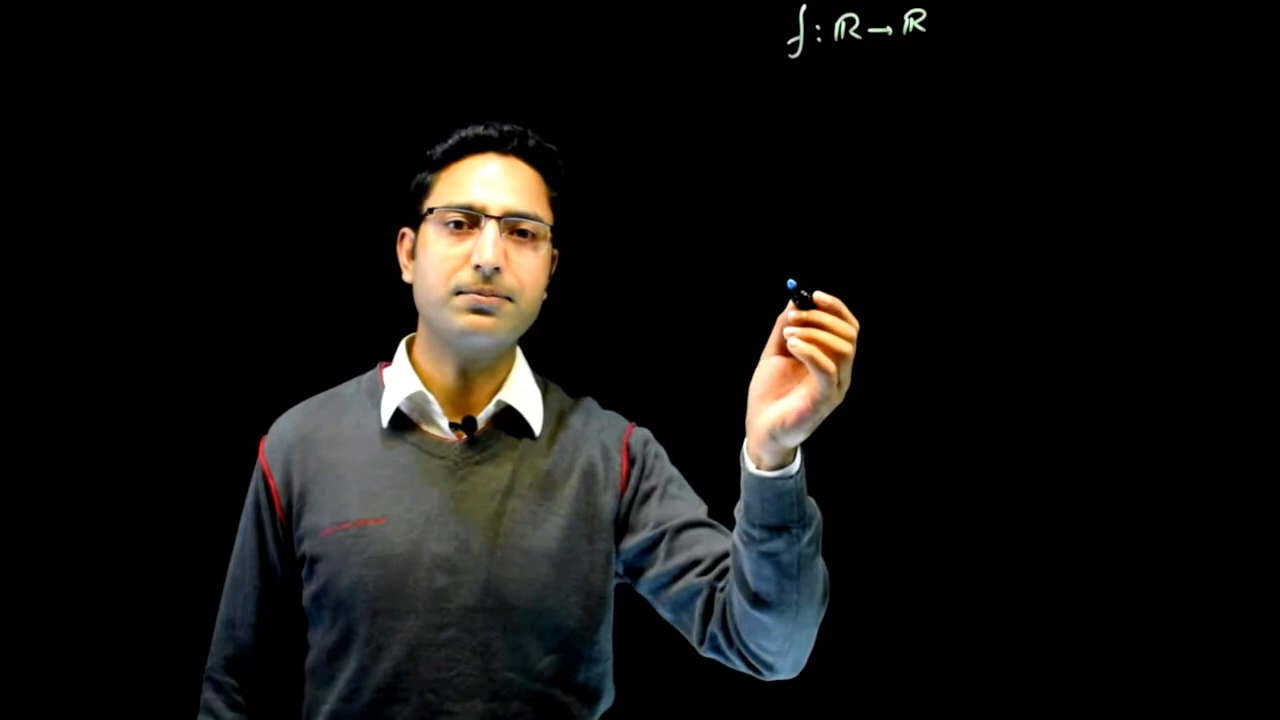 f : ℝ → ℝ